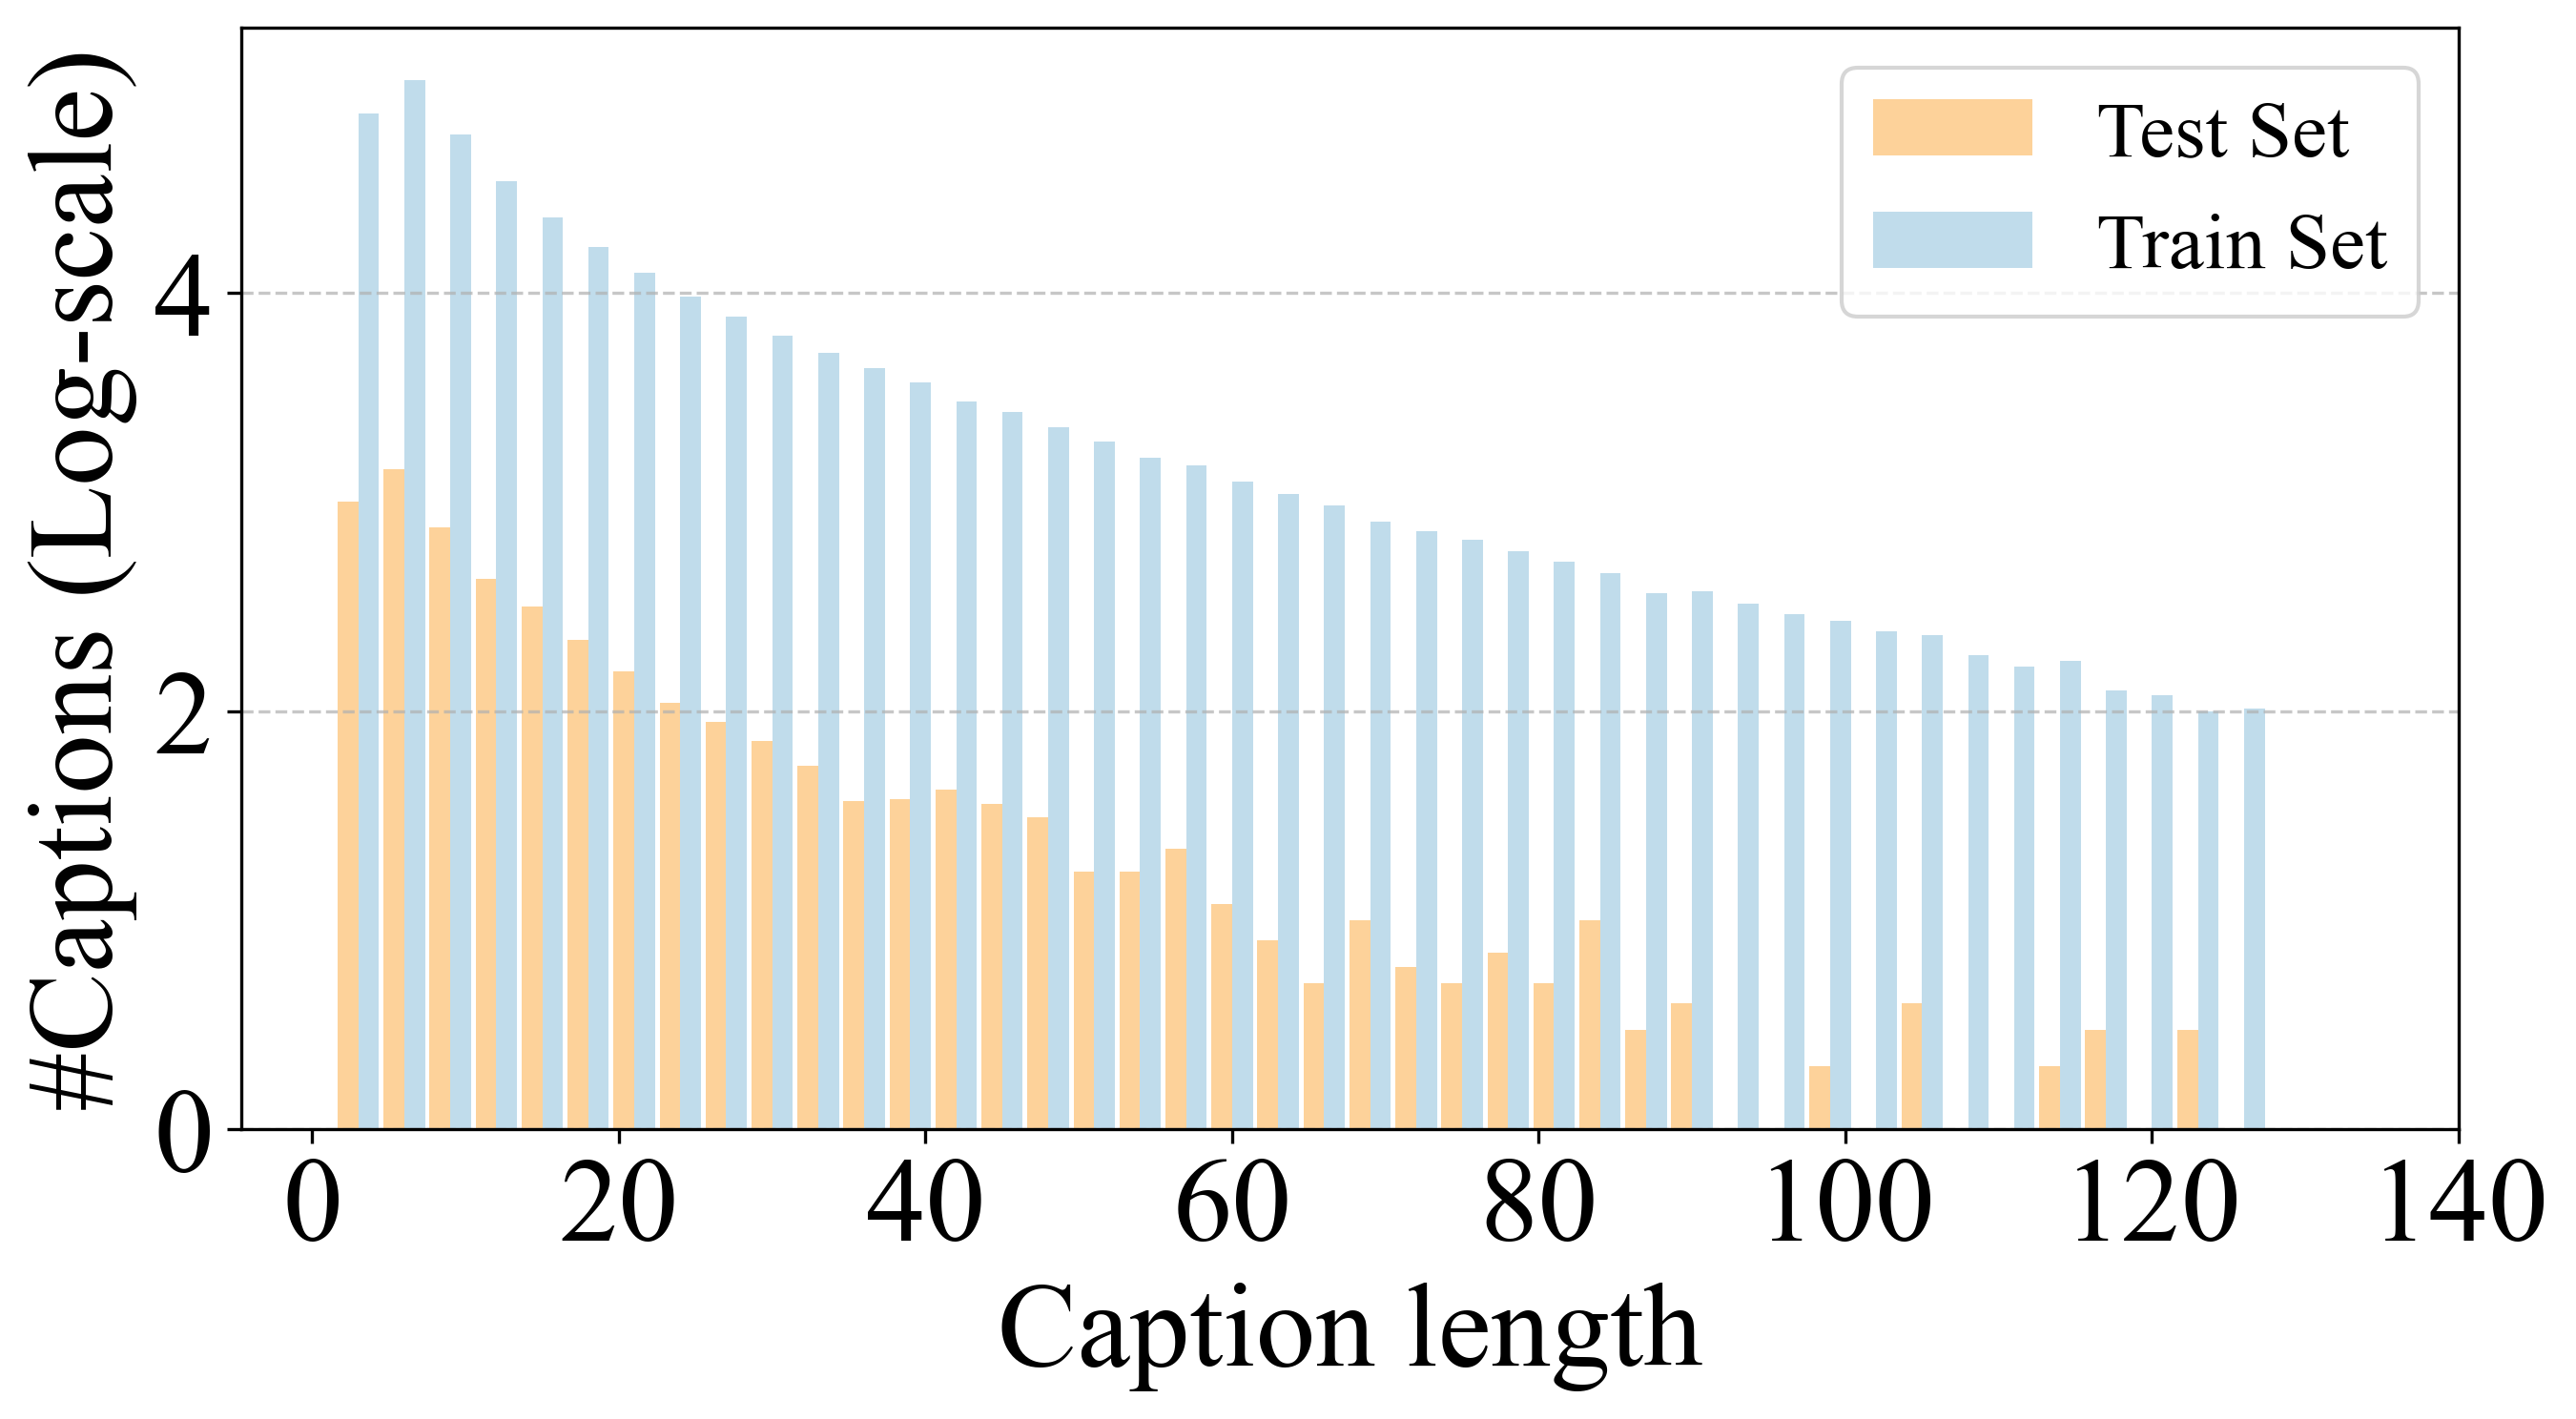 #Captions (Log-scale)
4
2
0
Test Set
Train Set
0 20 40 60 80 100 120 140
Caption length